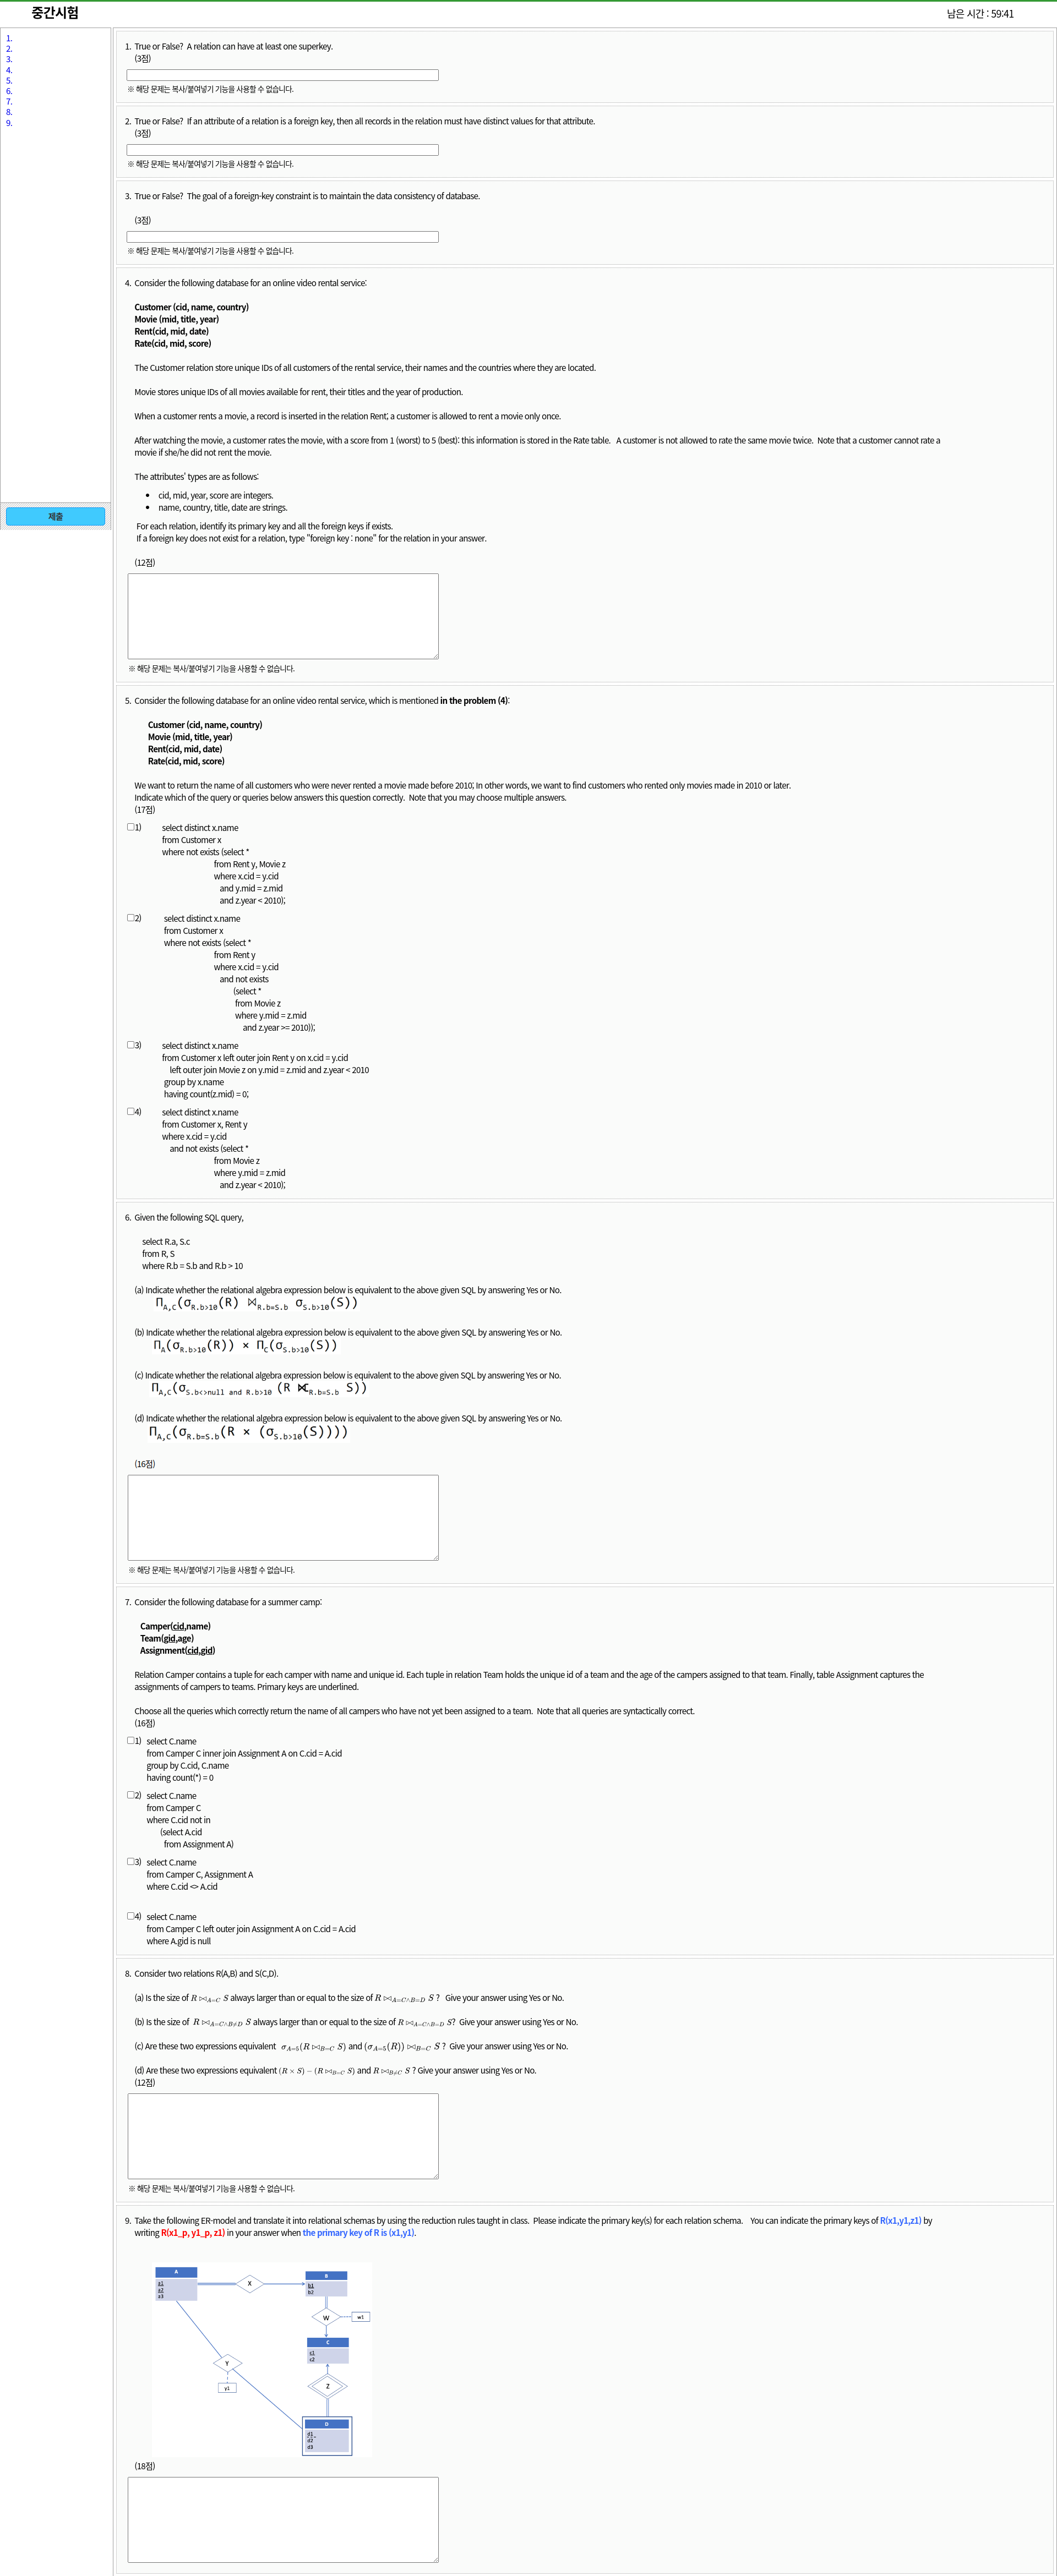 중간시험
남은 시간 : 59:41
1.
2.
3.
4.
5.
6.
7.
8.
9.
제출
1. True or False? A relation can have at least one superkey.
(3점)
※ 해당 문제는 복사/붙여넣기 기능을 사용할 수 없습니다.
2. True or False? If an attribute of a relation is a foreign key, then all records in the relation must have distinct values for that attribute.
(3점)
※ 해당 문제는 복사/붙여넣기 기능을 사용할 수 없습니다.
3. True or False? The goal of a foreign-key constraint is to maintain the data consistency of database.
(3점)
※ 해당 문제는 복사/붙여넣기 기능을 사용할 수 없습니다.
4. Consider the following database for an online video rental service:
Customer (cid, name, country)
Movie (mid, title, year)
Rent(cid, mid, date)
Rate(cid, mid, score)
The Customer relation store unique IDs of all customers of the rental service, their names and the countries where they are located.
Movie stores unique IDs of all movies available for rent, their titles and the year of production.
When a customer rents a movie, a record is inserted in the relation Rent; a customer is allowed to rent a movie only once.
After watching the movie, a customer rates the movie, with a score from 1 (worst) to 5 (best): this information is stored in the Rate table. A customer is not allowed to rate the same movie twice. Note that a customer cannot rate a
movie if she/he did not rent the movie.
The attributes' types are as follows:
• cid, mid, year, score are integers.
• name, country, title, date are strings.
For each relation, identify its primary key and all the foreign keys if exists.
If a foreign key does not exist for a relation, type "foreign key : none" for the relation in your answer.
(12점)
※ 해당 문제는 복사/붙여넣기 기능을 사용할 수 없습니다.
5. Consider the following database for an online video rental service, which is mentioned in the problem (4):
Customer (cid, name, country)
Movie (mid, title, year)
Rent(cid, mid, date)
Rate(cid, mid, score)
We want to return the name of all customers who were never rented a movie made before 2010; In other words, we want to find customers who rented only movies made in 2010 or later.
Indicate which of the query or queries below answers this question correctly. Note that you may choose multiple answers.
(17점)
1) select distinct x.name
from Customer x
where not exists (select *
from Rent y, Movie z
where x.cid = y.cid
and y.mid = z.mid
and z.year < 2010);
2) select distinct x.name
from Customer x
where not exists (select *
from Rent y
where x.cid = y.cid
and not exists
(select *
from Movie z
where y.mid = z.mid
and z.year >= 2010));
3) select distinct x.name
from Customer x left outer join Rent y on x.cid = y.cid
left outer join Movie z on y.mid = z.mid and z.year < 2010
group by x.name
having count(z.mid) = 0;
4) select distinct x.name
from Customer x, Rent y
where x.cid = y.cid
and not exists (select *
from Movie z
where y.mid = z.mid
and z.year < 2010);
6. Given the following SQL query,
select R.a, S.c
from R, S
where R.b = S.b and R.b > 10
(a) Indicate whether the relational algebra expression below is equivalent to the above given SQL by answering Yes or No.
Π A,C (σ R.b>10 (R) ⋈ R.b=S.b σ S.b>10 (S))
(b) Indicate whether the relational algebra expression below is equivalent to the above given SQL by answering Yes or No.
Π A (σ R.b>10 (R)) × Π C (σ S.b>10 (S))
(c) Indicate whether the relational algebra expression below is equivalent to the above given SQL by answering Yes or No.
Π A,C (σ S.b<>null and R.b>10 (R ⟖ R.b=S.b S))
(d) Indicate whether the relational algebra expression below is equivalent to the above given SQL by answering Yes or No.
Π A,C (σ R.b=S.b (R × (σ S.b>10 (S))))
(16점)
※ 해당 문제는 복사/붙여넣기 기능을 사용할 수 없습니다.
7. Consider the following database for a summer camp:
Camper(cid,name)
Team(gid,age)
Assignment(cid,gid)
Relation Camper contains a tuple for each camper with name and unique id. Each tuple in relation Team holds the unique id of a team and the age of the campers assigned to that team. Finally, table Assignment captures the
assignments of campers to teams. Primary keys are underlined.
Choose all the queries which correctly return the name of all campers who have not yet been assigned to a team. Note that all queries are syntactically correct.
(16점)
1) select C.name
from Camper C inner join Assignment A on C.cid = A.cid
group by C.cid, C.name
having count(*) = 0
2) select C.name
from Camper C
where C.cid not in
(select A.cid
from Assignment A)
3) select C.name
from Camper C, Assignment A
where C.cid <> A.cid
4) select C.name
from Camper C left outer join Assignment A on C.cid = A.cid
where A.gid is null
8. Consider two relations R(A,B) and S(C,D).
(a) Is the size of R ⋈ A=C S always larger than or equal to the size of R ⋈ A=C∧B=D S ? Give your answer using Yes or No.
(b) Is the size of R ⋈ A=C∧B≠D S always larger than or equal to the size of R ⋈ A=C∧B=D S? Give your answer using Yes or No.
(c) Are these two expressions equivalent σ A=5 (R ⋈ B=C S) and (σ A=5 (R)) ⋈ B=C S ? Give your answer using Yes or No.
(d) Are these two expressions equivalent (R × S) − (R ⋈ B=C S) and R ⋈ B≠C S ? Give your answer using Yes or No.
(12점)
※ 해당 문제는 복사/붙여넣기 기능을 사용할 수 없습니다.
9. Take the following ER-model and translate it into relational schemas by using the reduction rules taught in class. Please indicate the primary key(s) for each relation schema. You can indicate the primary keys of R(x1,y1,z1) by
writing R(x1_p, y1_p, z1) in your answer when the primary key of R is (x1,y1).
A
a1
a2
a3
X
B
b1
b2
W
w1
C
c1
c2
Y
y1
Z
D
d1
d2
d3
(18점)